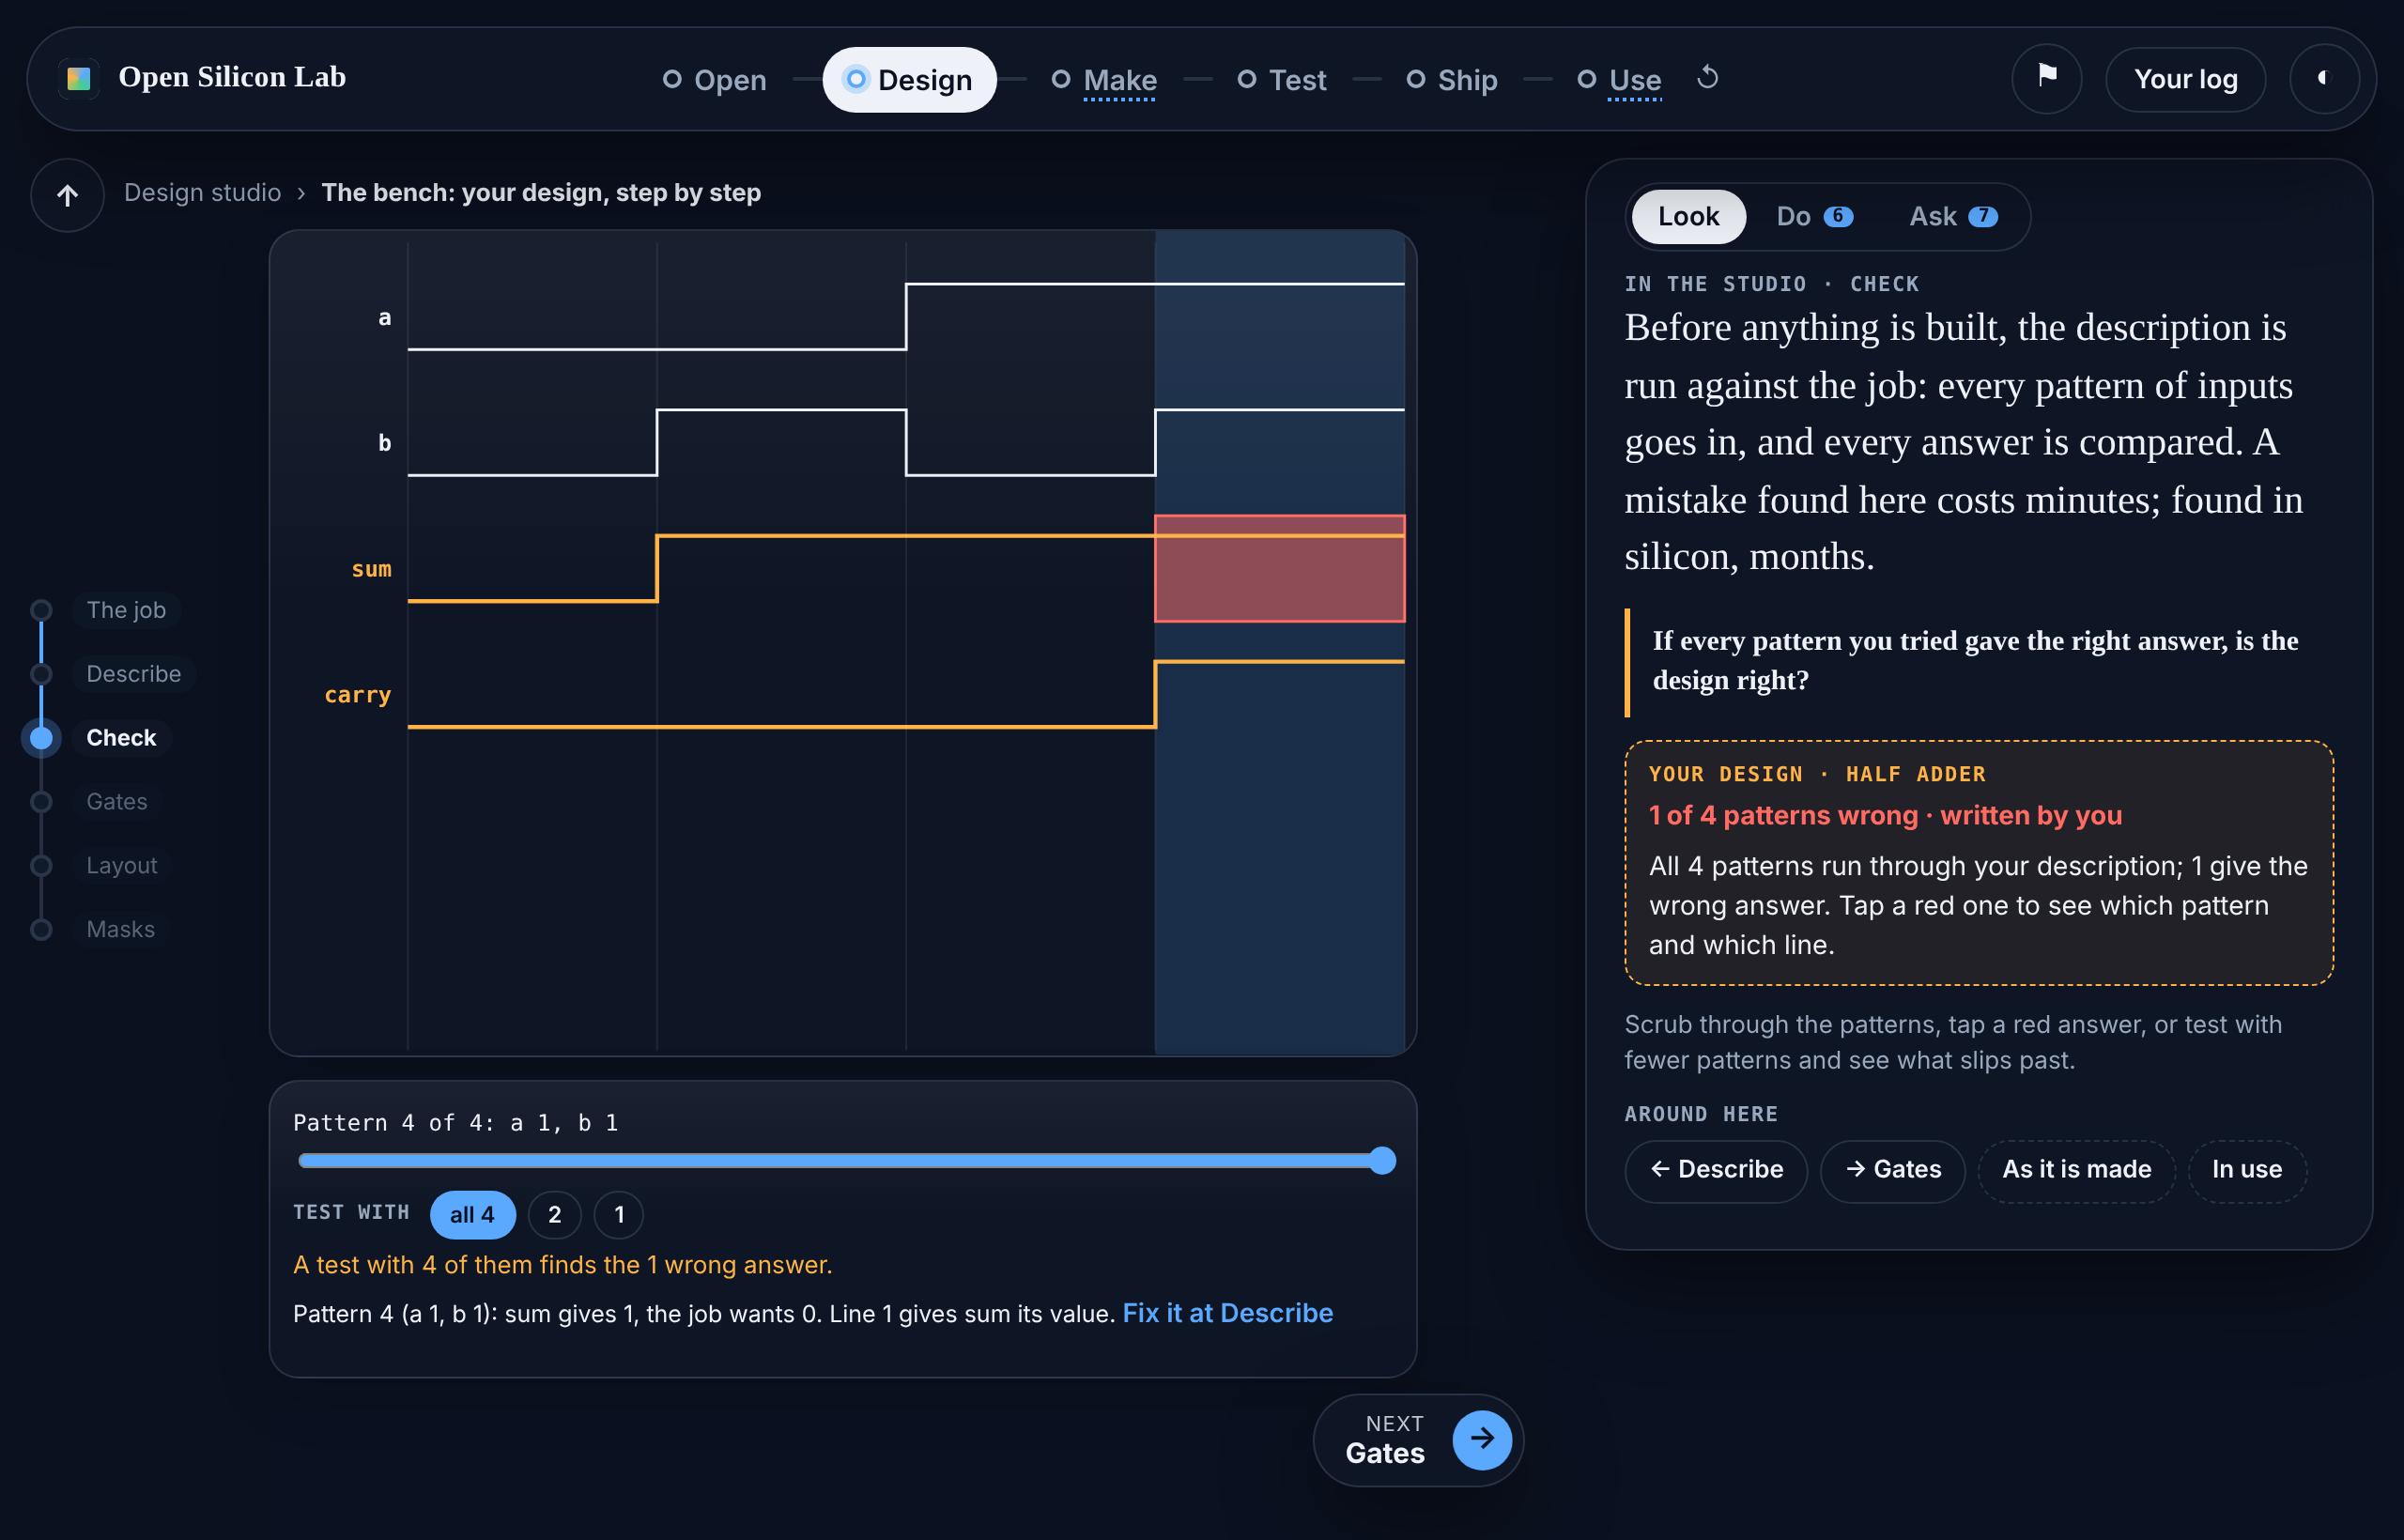 Open Silicon Lab
Open
Design
Make
Test
Ship
Use
Your log
Design studio › The bench: your design, step by step
The job
Describe
Check
Gates
Layout
Masks
a
b
sum
carry
Pattern 4 of 4: a 1, b 1
TEST WITH all 4 2 1
A test with 4 of them finds the 1 wrong answer.
Pattern 4 (a 1, b 1): sum gives 1, the job wants 0. Line 1 gives sum its value. Fix it at Describe
NEXT
Gates
Look Do 6 Ask 7
IN THE STUDIO · CHECK
Before anything is built, the description is
run against the job: every pattern of inputs
goes in, and every answer is compared. A
mistake found here costs minutes; found in
silicon, months.
If every pattern you tried gave the right answer, is the
design right?
YOUR DESIGN · HALF ADDER
1 of 4 patterns wrong · written by you
All 4 patterns run through your description; 1 give the
wrong answer. Tap a red one to see which pattern
and which line.
Scrub through the patterns, tap a red answer, or test with
fewer patterns and see what slips past.
AROUND HERE
← Describe → Gates As it is made In use